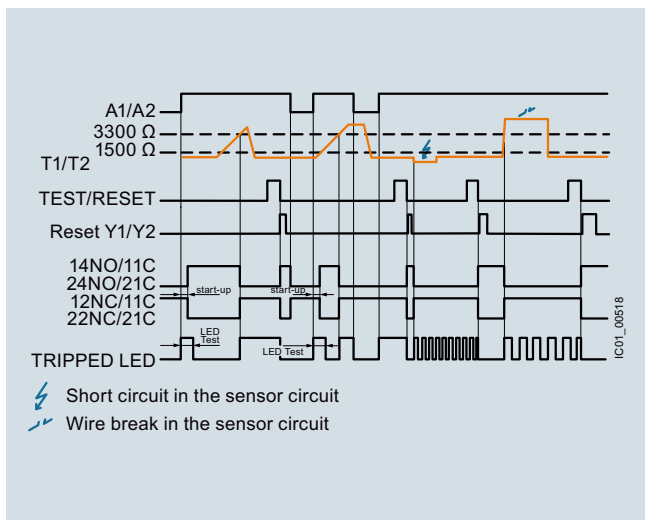 A1/A2
3300 Ω
1500 Ω
T1/T2
TEST/RESET
Reset Y1/Y2
14NO/11C
24NO/21C
start-up
start-up
12NC/11C
22NC/21C
LED
Test
LED Test
TRIPPED LED
IC01_00518
Short circuit in the sensor circuit
Wire break in the sensor circuit